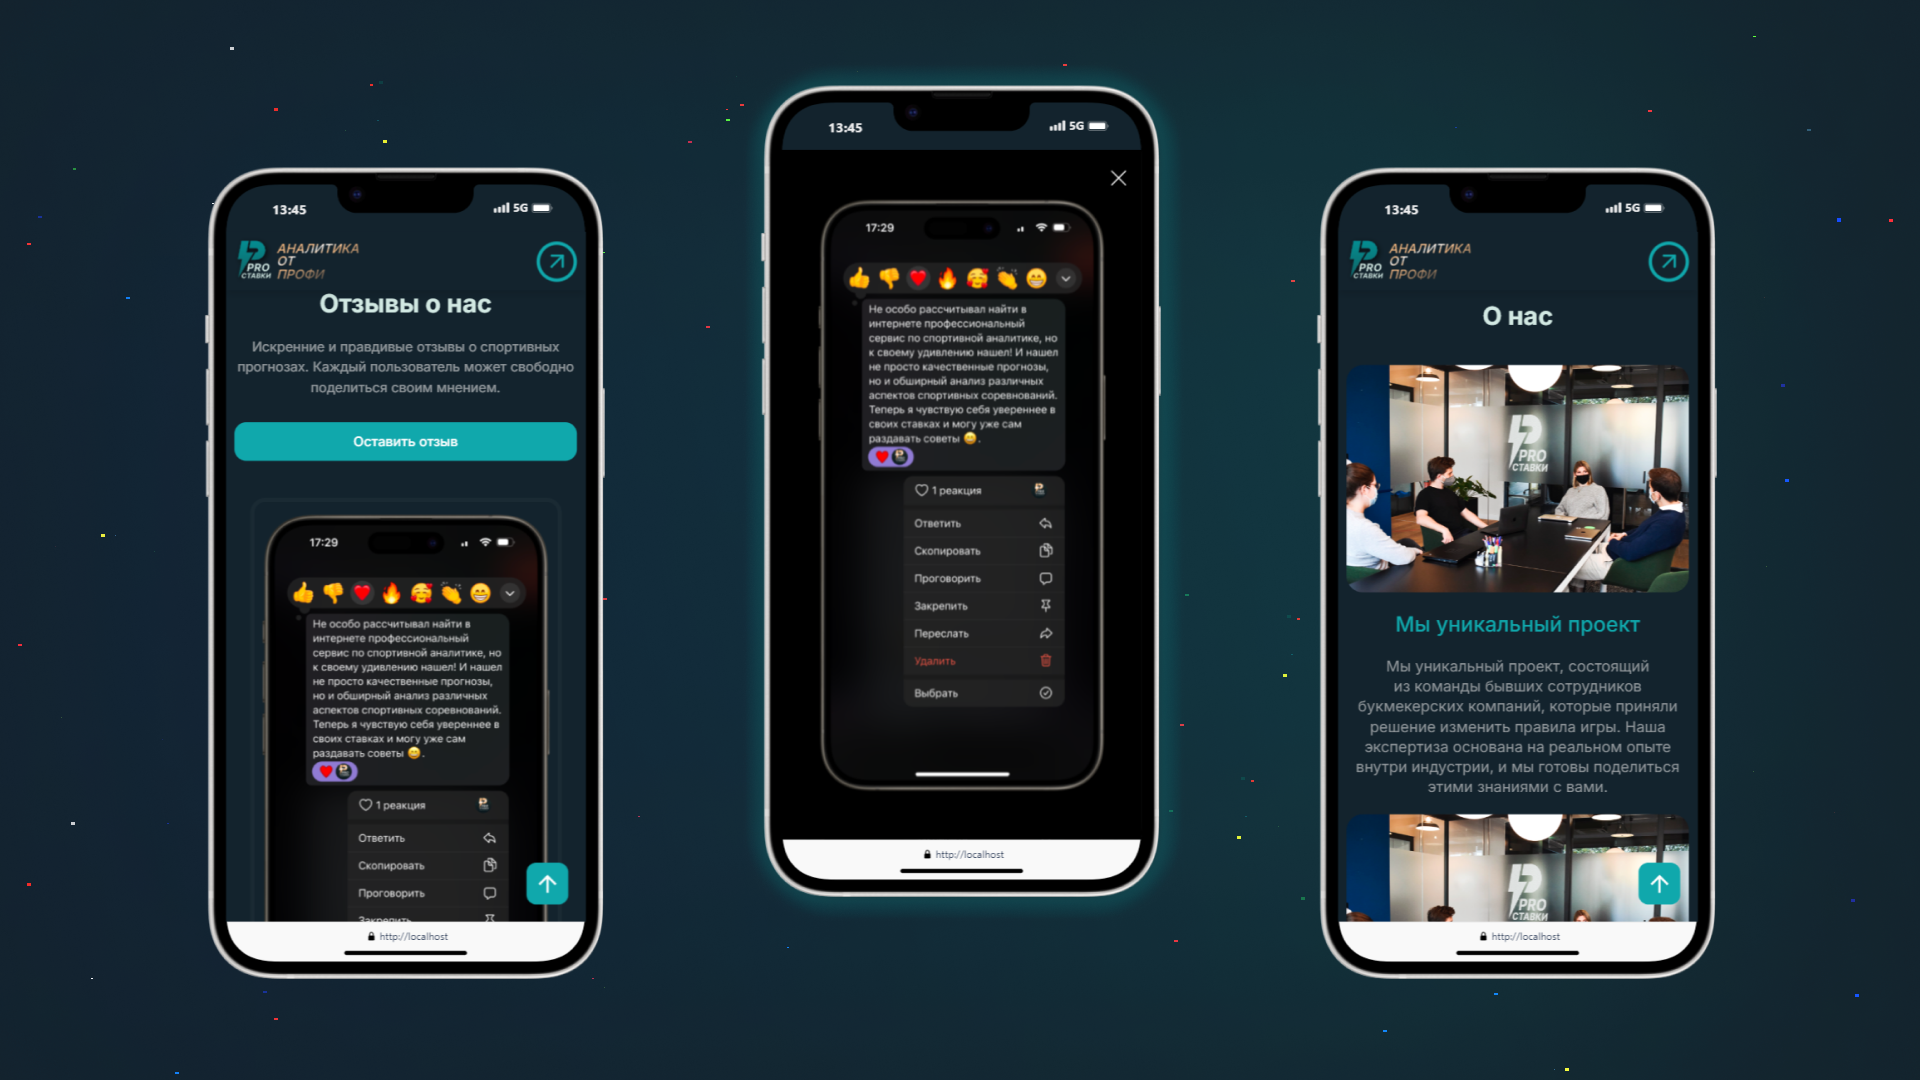 13:45
5G
PRO
СТАВКИ
АНАЛИТИКА
ОТ
ПРОФИ
Отзывы о нас
Искренние и правдивые отзывы о спортивных
прогнозах. Каждый пользователь может свободно
поделиться своим мнением.
Оставить отзыв
17:29
Не особо рассчитывал найти в
интернете профессиональный
сервис по спортивной аналитике, но
к своему удивлению нашел! И нашел
не просто качественные прогнозы,
но и обширный анализ различных
аспектов спортивных соревнований.
Теперь я чувствую себя увереннее в
своих ставках и могу уже сам
раздавать советы 😄.
1 реакция
Ответить
Скопировать
Проговорить
Закрепить
http://localhost
13:45
5G
17:29
Не особо рассчитывал найти в
интернете профессиональный
сервис по спортивной аналитике, но
к своему удивлению нашел! И нашел
не просто качественные прогнозы,
но и обширный анализ различных
аспектов спортивных соревнований.
Теперь я чувствую себя увереннее в
своих ставках и могу уже сам
раздавать советы 😄.
1 реакция
Ответить
Скопировать
Проговорить
Закрепить
Переслать
Удалить
Выбрать
http://localhost
13:45
5G
PRO
СТАВКИ
АНАЛИТИКА
ОТ
ПРОФИ
О нас
PRO
СТАВКИ
Мы уникальный проект
Мы уникальный проект, состоящий
из команды бывших сотрудников
букмекерских компаний, которые приняли
решение изменить правила игры. Наша
экспертиза основана на реальном опыте
внутри индустрии, и мы готовы поделиться
этими знаниями с вами.
PRO
СТАВКИ
http://localhost